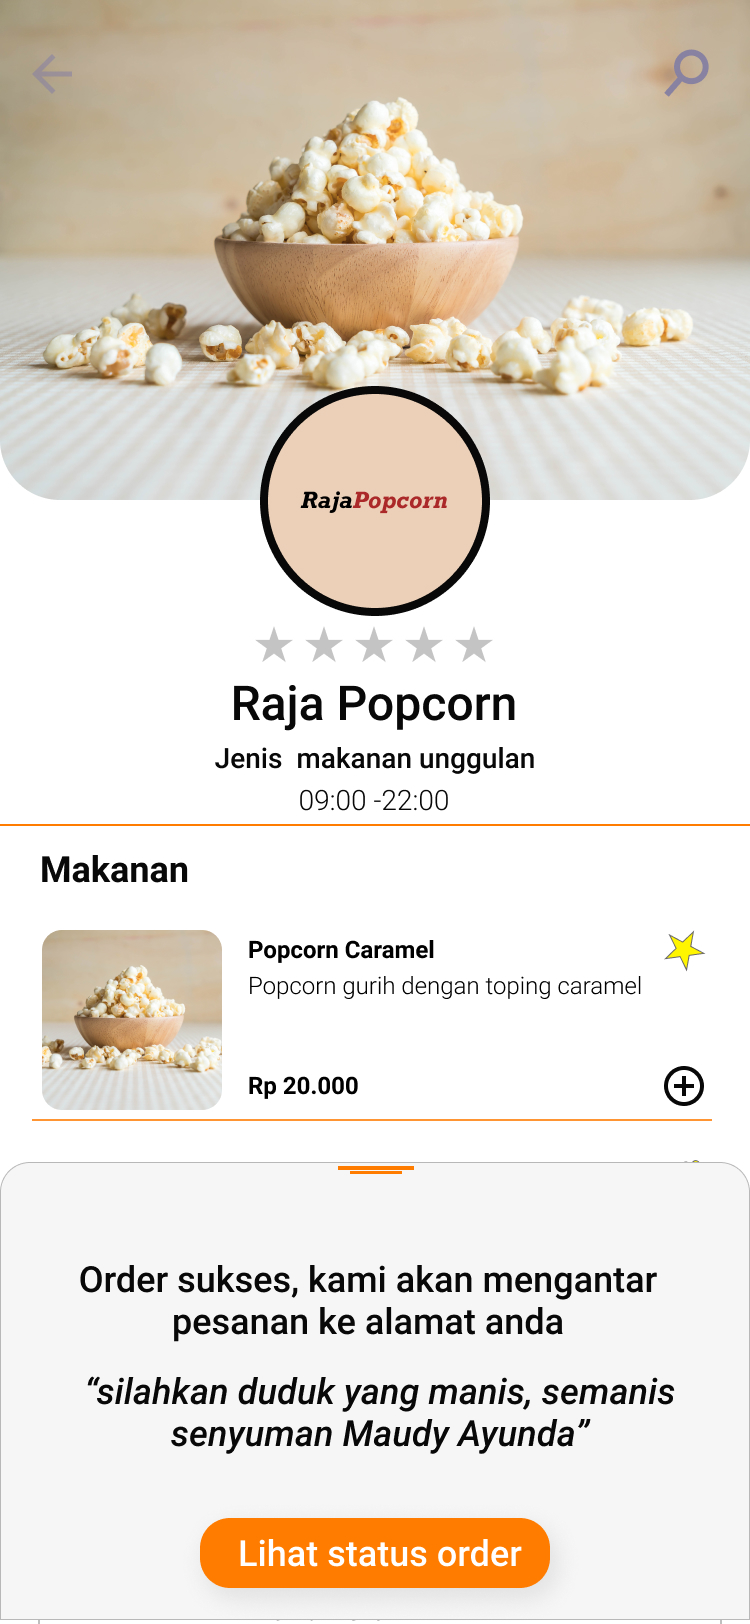 RajaPopcorn
Raja Popcorn
Jenis  makanan unggulan
09:00 -22:00
Makanan
Popcorn Caramel
Popcorn gurih dengan toping caramel
Rp 20.000
Order sukses, kami akan mengantar
pesanan ke alamat anda
“silahkan duduk yang manis, semanis
senyuman Maudy Ayunda”
Lihat status order